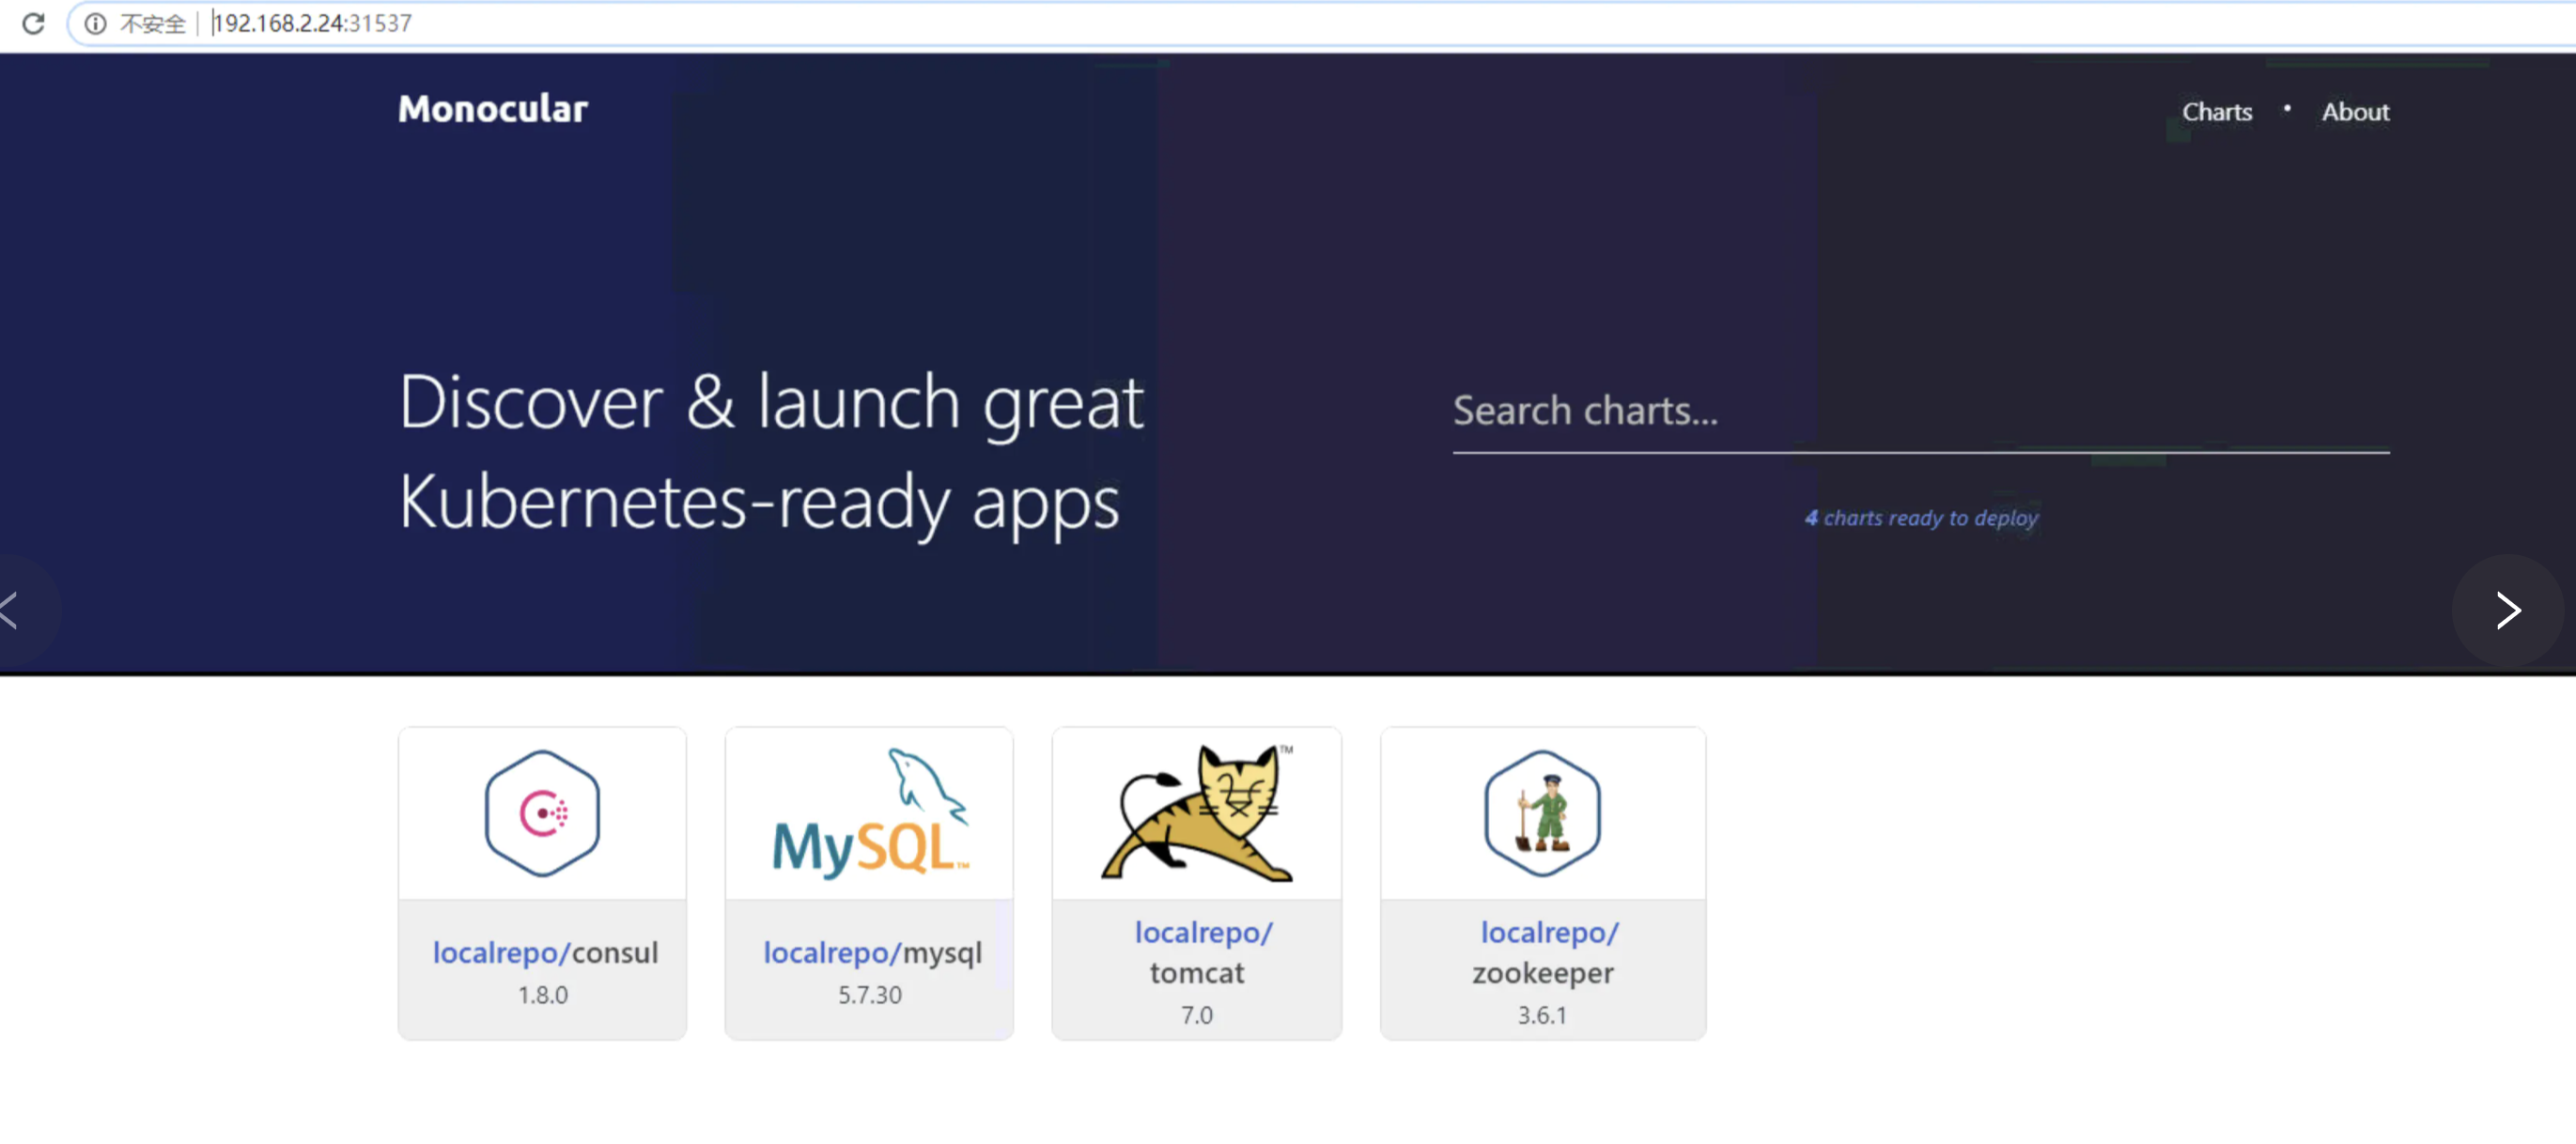 不安全 | 192.168.2.24:31537
Monocular
Charts • About
Discover & launch great
Kubernetes-ready apps
Search charts...
4 charts ready to deploy
MySQL™
TM
localrepo/consul
1.8.0
localrepo/mysql
5.7.30
localrepo/
tomcat
7.0
localrepo/
zookeeper
3.6.1